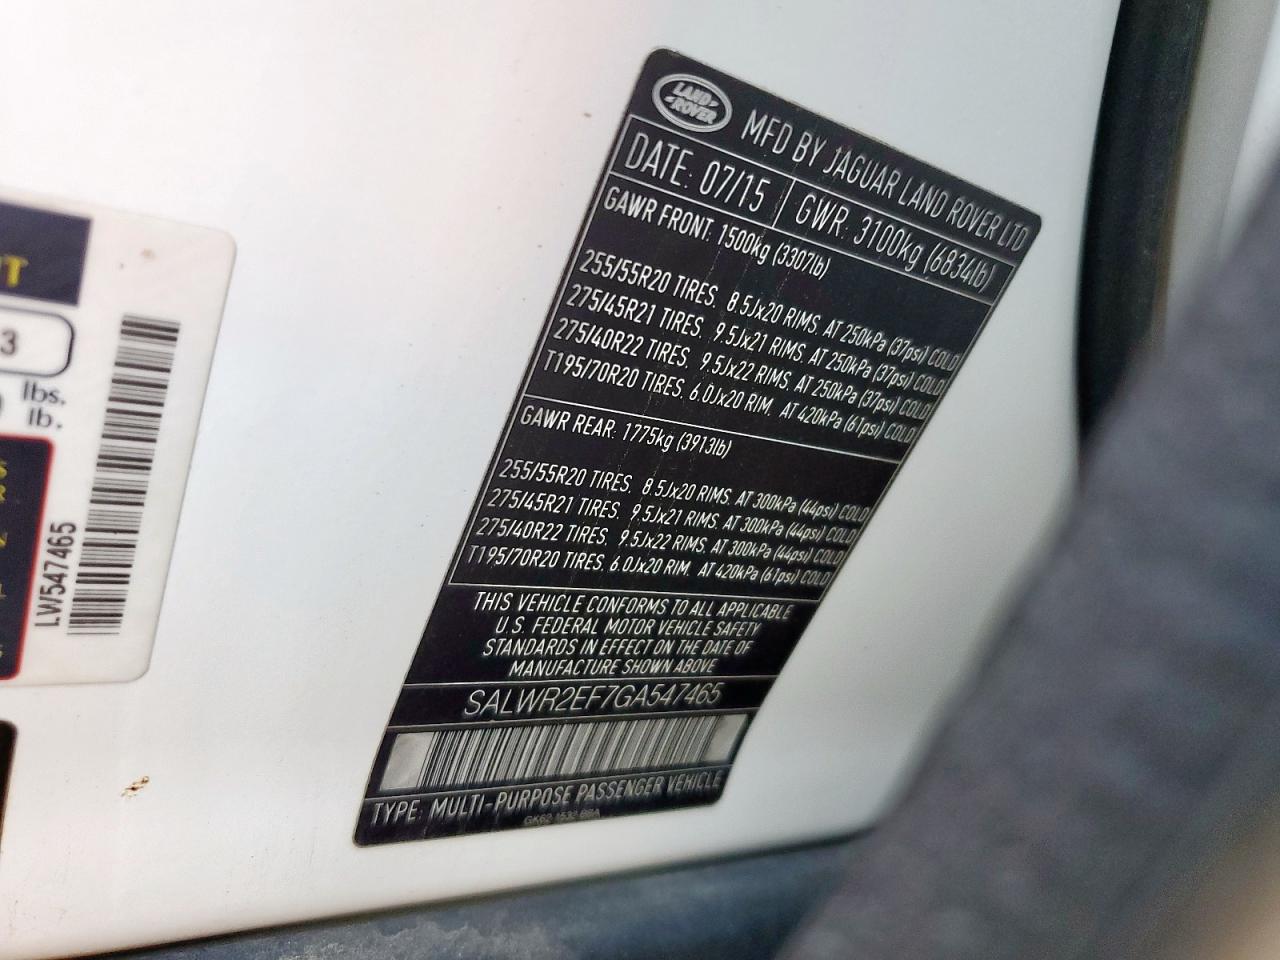 LAND ROVER
MFD BY JAGUAR LAND ROVER LTD
DATE: 07/15 GWR: 3100kg (6834lb)
GAWR FRONT: 1500kg (3307lb)
255/55R20 TIRES, 8.5Jx20 RIMS, AT 250kPa (37psi) COLD
275/45R21 TIRES, 9.5Jx21 RIMS, AT 250kPa (37psi) COLD
275/40R22 TIRES, 9.5Jx22 RIMS, AT 250kPa (37psi) COLD
T195/70R20 TIRES, 6.0Jx20 RIM, AT 420kPa (61psi) COLD
GAWR REAR: 1775kg (3913lb)
255/55R20 TIRES, 8.5Jx20 RIMS, AT 300kPa (44psi) COLD
275/45R21 TIRES, 9.5Jx21 RIMS, AT 300kPa (44psi) COLD
275/40R22 TIRES, 9.5Jx22 RIMS, AT 300kPa (44psi) COLD
T195/70R20 TIRES, 6.0Jx20 RIM, AT 420kPa (61psi) COLD
THIS VEHICLE CONFORMS TO ALL APPLICABLE
U.S. FEDERAL MOTOR VEHICLE SAFETY
STANDARDS IN EFFECT ON THE DATE OF
MANUFACTURE SHOWN ABOVE
SALWR2EF7GA547465
TYPE: MULTI-PURPOSE PASSENGER VEHICLE
3
lbs.
lb.
LW547465